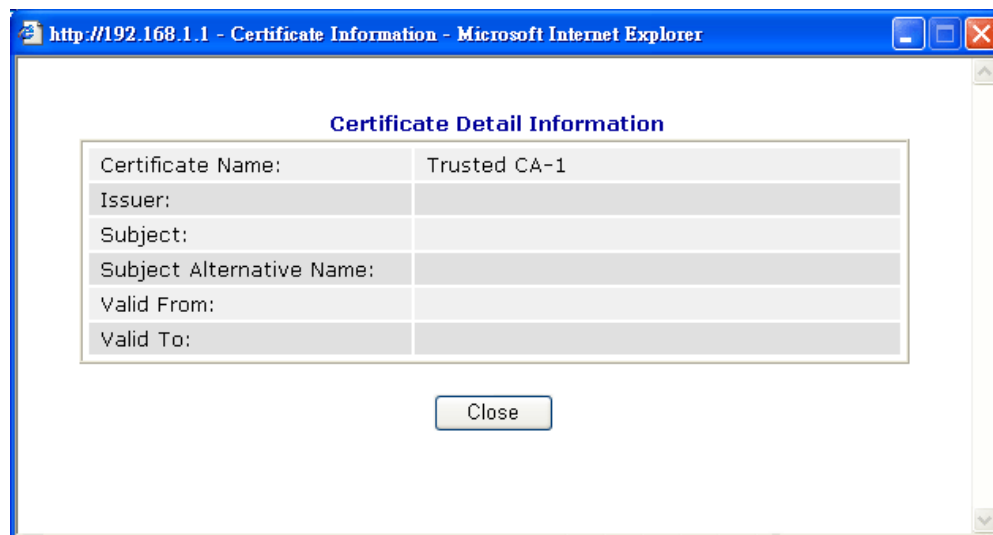 http://192.168.1.1 - Certificate Information - Microsoft Internet Explorer
Certificate Detail Information
Certificate Name: Trusted CA-1
Issuer:
Subject:
Subject Alternative Name:
Valid From:
Valid To:
Close